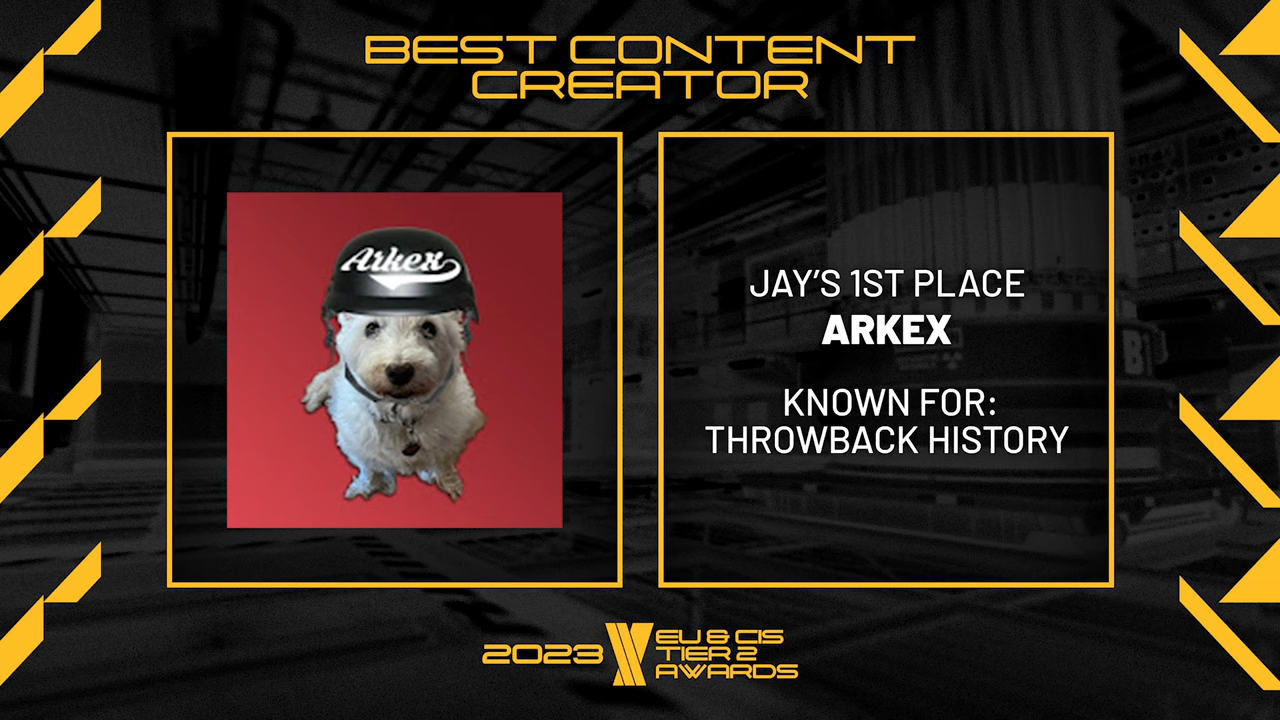 BEST CONTENT
CREATOR
Arkex
JAY'S 1ST PLACE
ARKEX
KNOWN FOR:
THROWBACK HISTORY
2023
EU & CIS
TIER 2
AWARDS